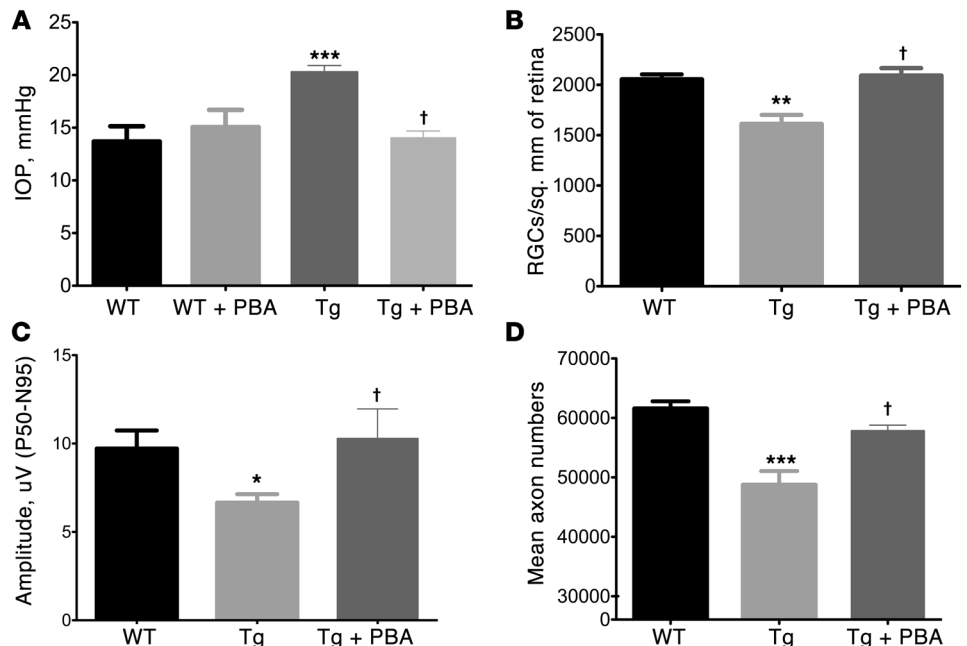 A
IOP, mmHg
25
20
15
10
5
0
***
†
WT
WT + PBA
Tg
Tg + PBA
B
RGCs/sq. mm of retina
2500
2000
1500
1000
500
0
**
†
WT
Tg
Tg + PBA
C
Amplitude, uV (P50-N95)
15
10
5
0
*
†
WT
Tg
Tg + PBA
D
Mean axon numbers
70000
60000
50000
40000
30000
0
***
†
WT
Tg
Tg + PBA